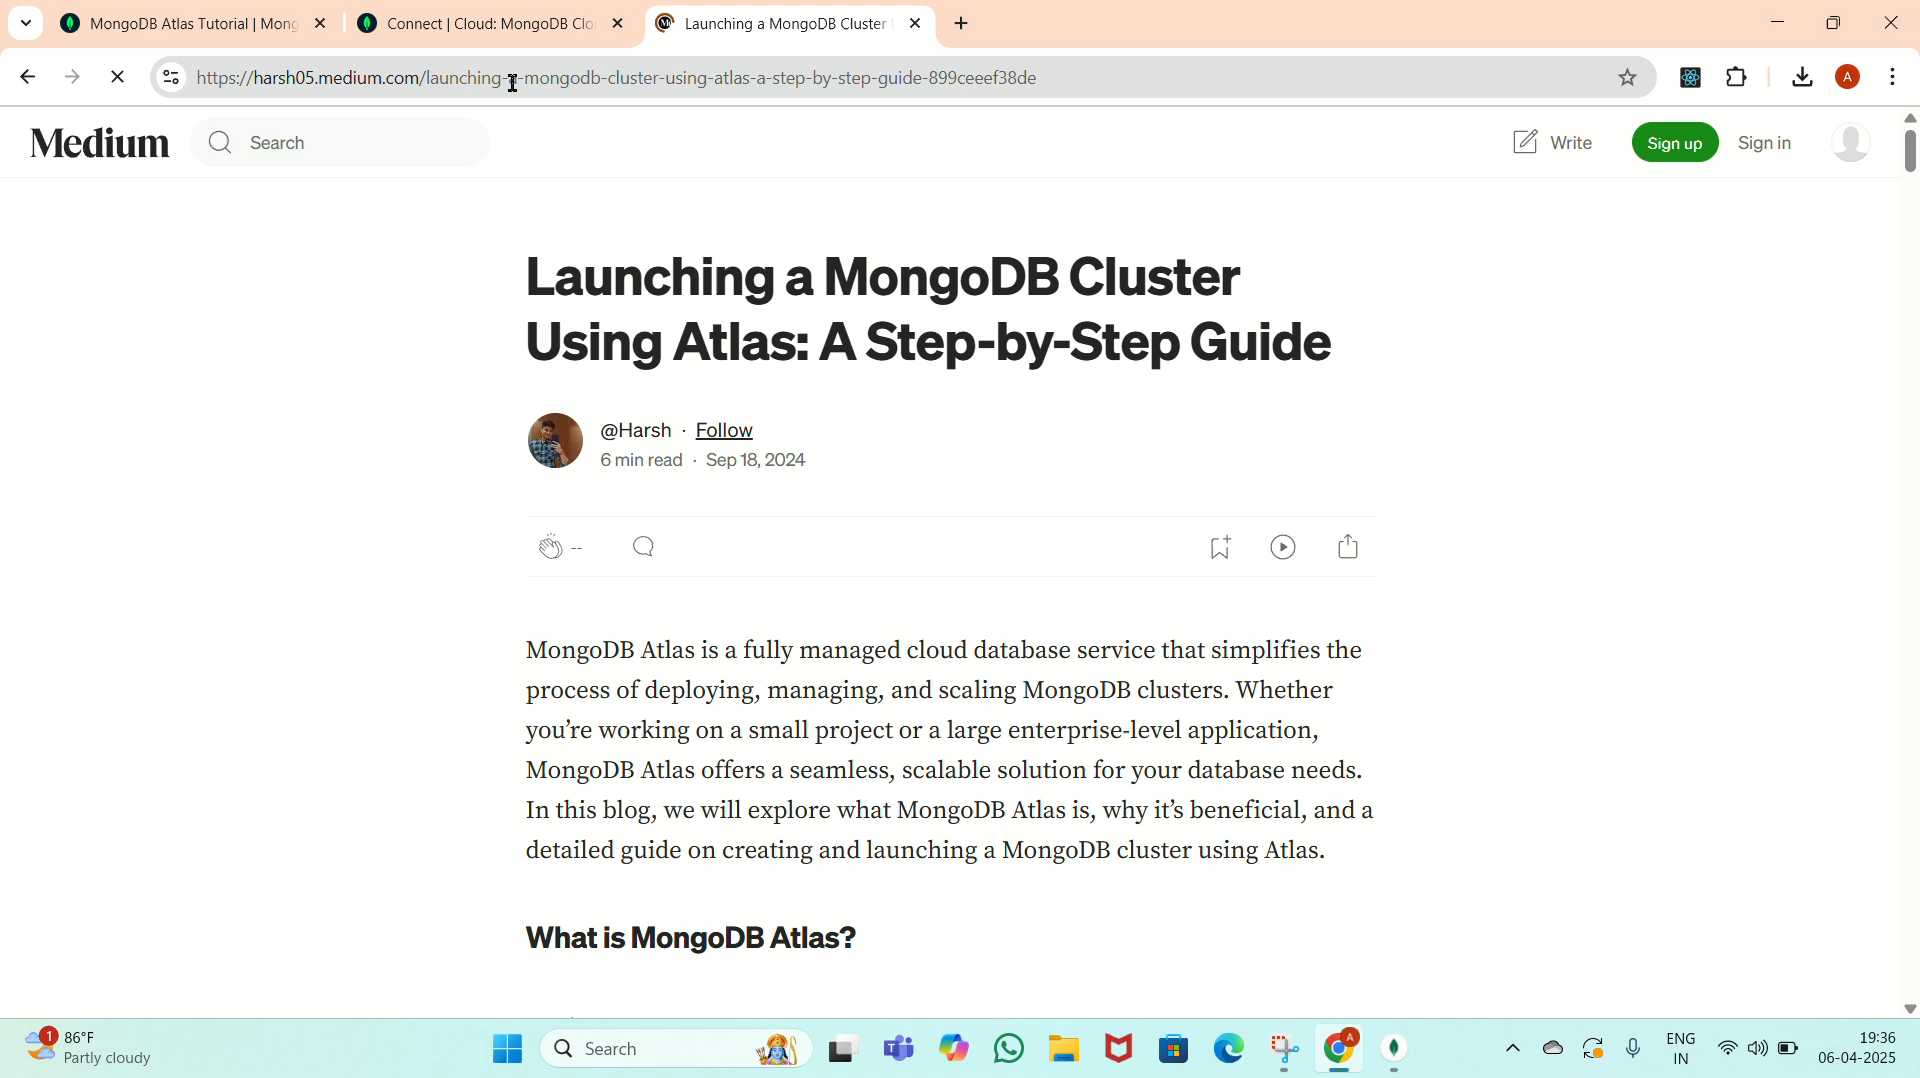 MongoDB Atlas Tutorial | Mong
Connect | Cloud: MongoDB Clo
Launching a MongoDB Cluster
https://harsh05.medium.com/launching-a-mongodb-cluster-using-atlas-a-step-by-step-guide-899ceeef38de
A
Medium
Search
Write
Sign up
Sign in
Launching a MongoDB Cluster
Using Atlas: A Step-by-Step Guide
@Harsh · Follow
6 min read · Sep 18, 2024
--
MongoDB Atlas is a fully managed cloud database service that simplifies the
process of deploying, managing, and scaling MongoDB clusters. Whether
you’re working on a small project or a large enterprise-level application,
MongoDB Atlas offers a seamless, scalable solution for your database needs.
In this blog, we will explore what MongoDB Atlas is, why it’s beneficial, and a
detailed guide on creating and launching a MongoDB cluster using Atlas.
What is MongoDB Atlas?
1
86°F
Partly cloudy
Search
A
ENG
IN
19:36
06-04-2025